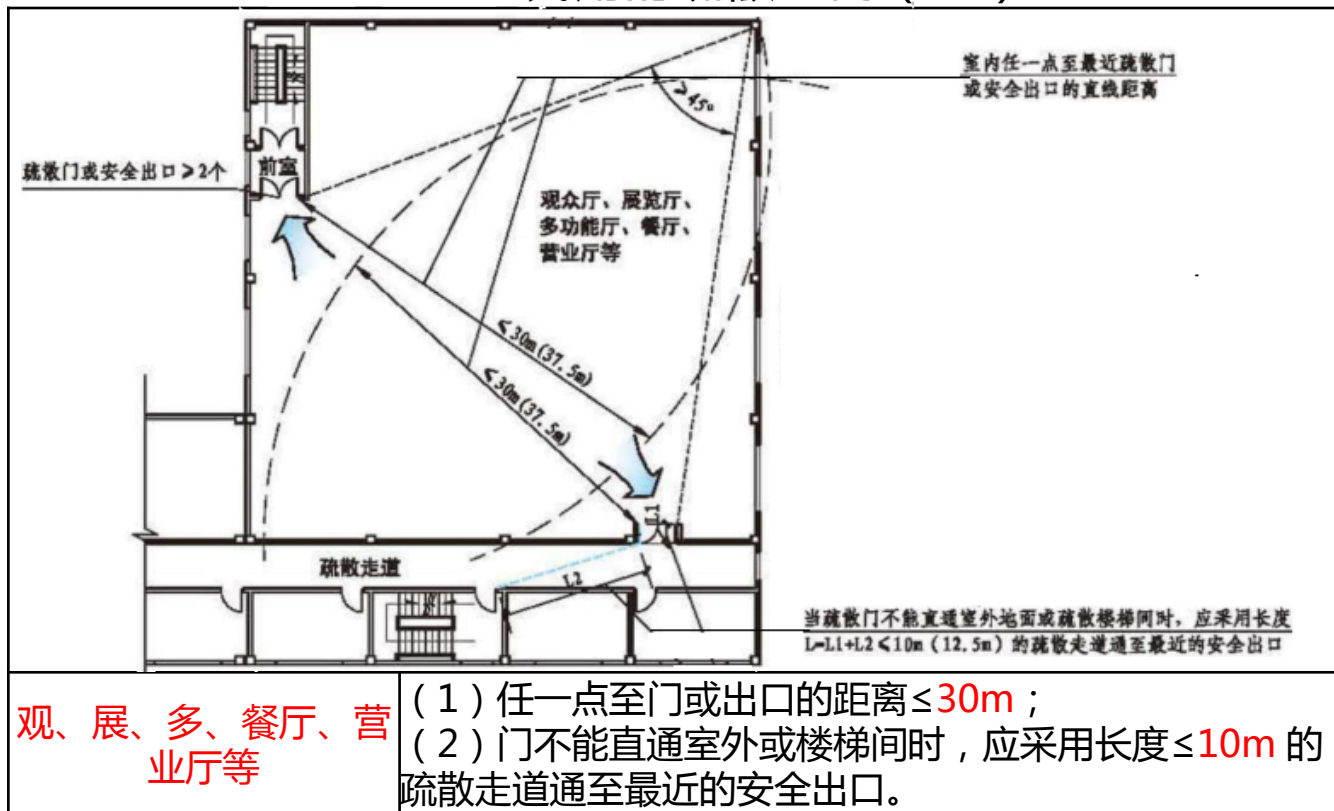 室内任一点至最近疏散门
或安全出口的直线距离
≥45°
疏散门或安全出口≥2个
前室
观众厅、展览厅、
多功能厅、餐厅、
营业厅等
≤30m(37.5m)
≤30m(37.5m)
L1
疏散走道
L2
当疏散门不能直通室外地面或疏散楼梯间时，应采用长度
L=L1+L2≤10m（12.5m）的疏散走道通至最近的安全出口
观、展、多、餐厅、营
业厅等
（1）任一点至门或出口的距离≤30m；
（2）门不能直通室外或楼梯间时，应采用长度≤10m 的
疏散走道通至最近的安全出口。